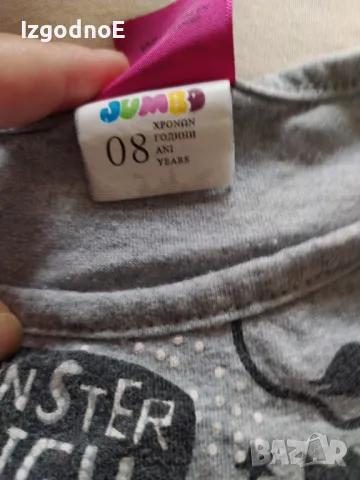 IzgodnoE
JUMBO
08
ΧΡΟΝΩΝ
ГОДИНИ
ANI
YEARS
NSTER
BAZAR